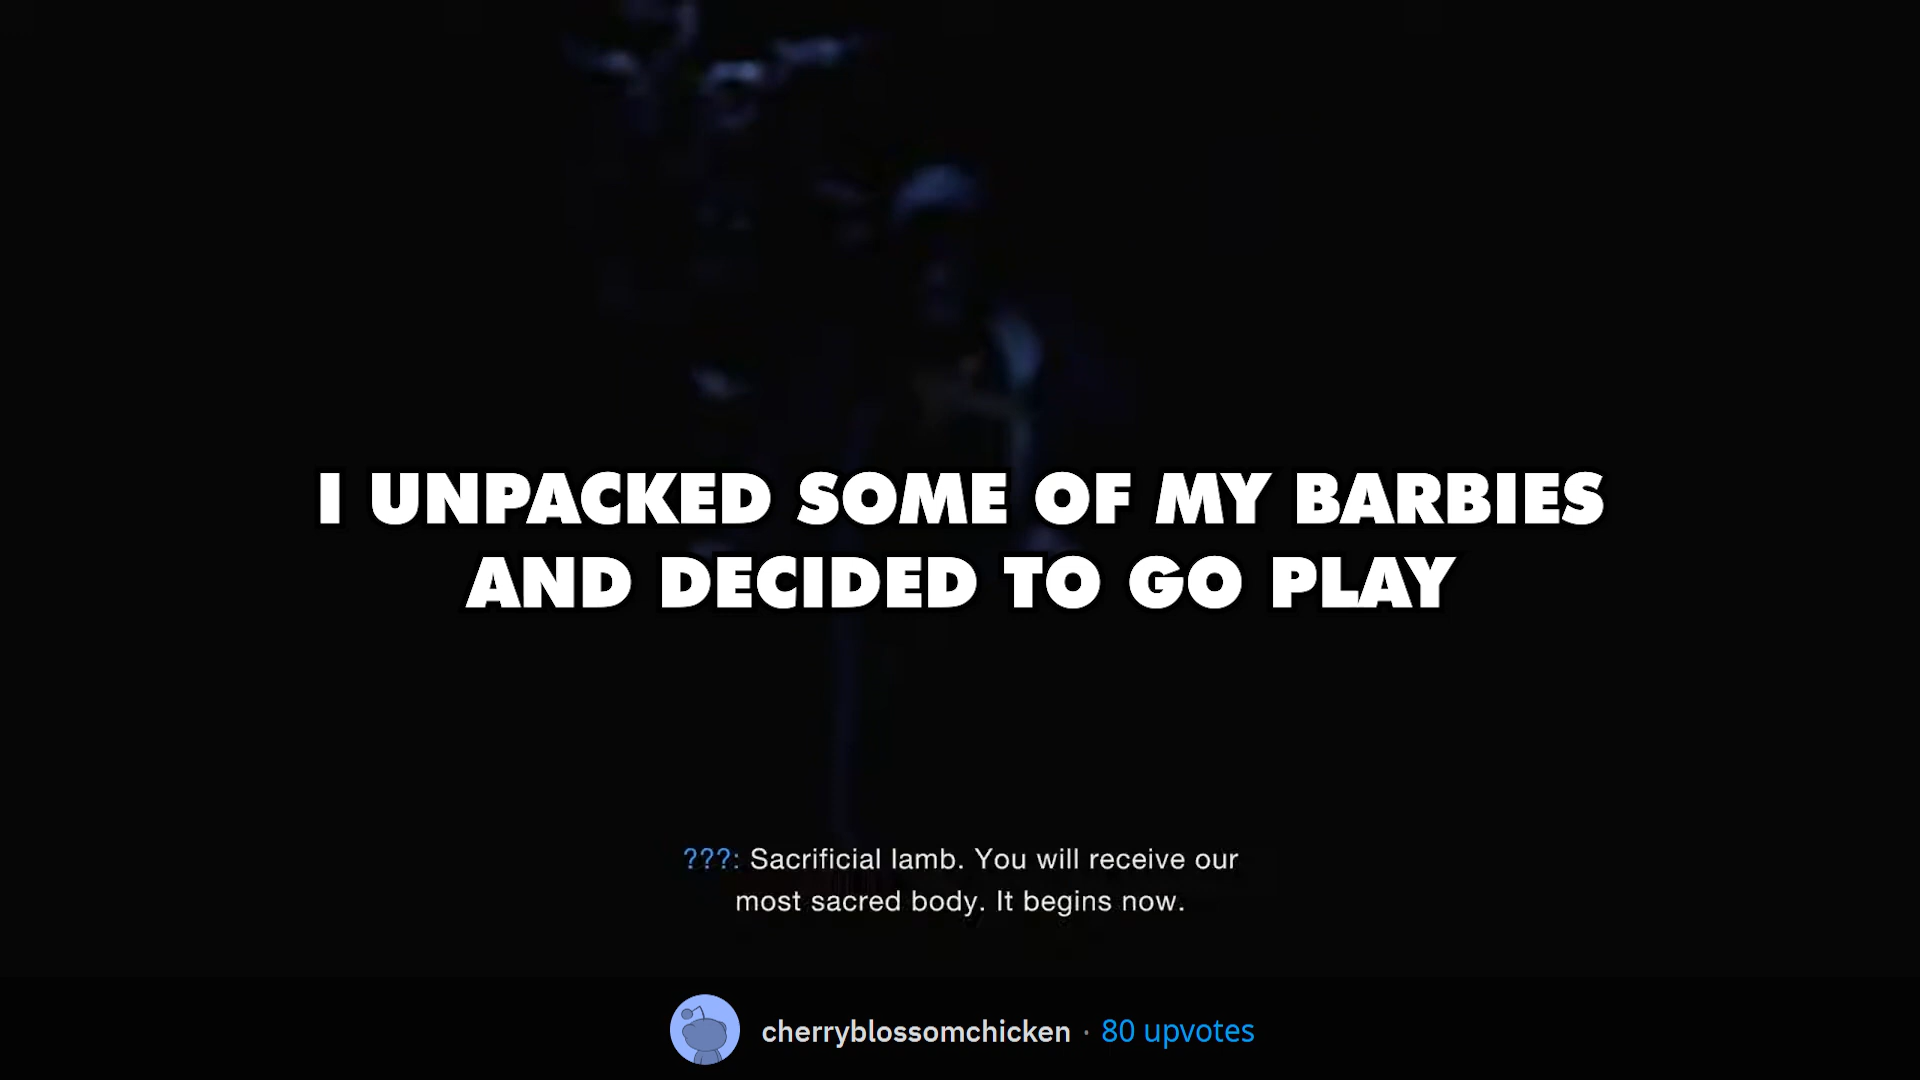 I UNPACKED SOME OF MY BARBIES
AND DECIDED TO GO PLAY
???: Sacrificial lamb. You will receive our
most sacred body. It begins now.
cherryblossomchicken · 80 upvotes